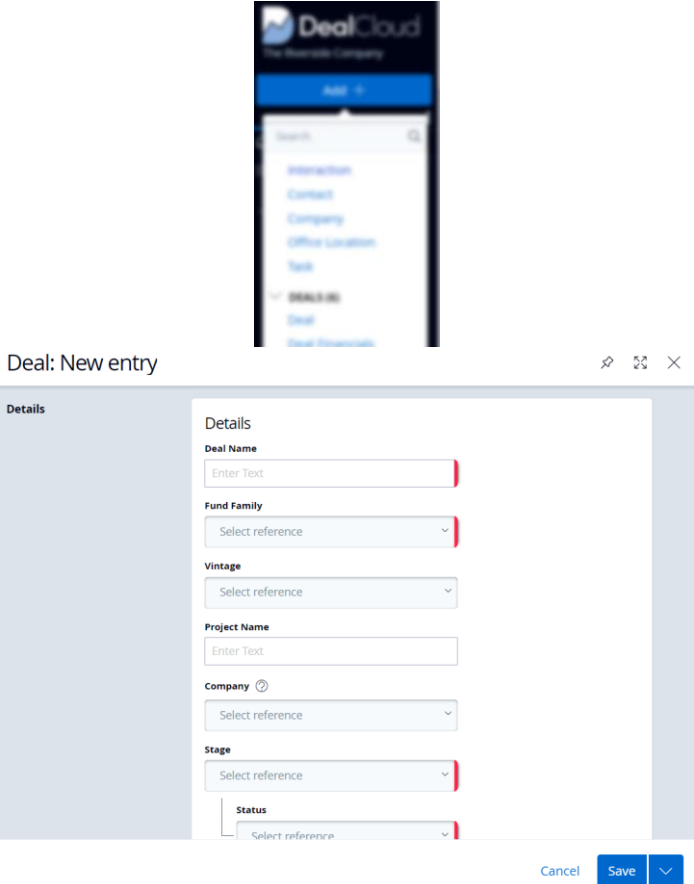 DealCloud
The Riverside Company
Add +
Search
Interaction
Contact
Company
Office Location
Task
DEALS (6)
Deal
Deal Financials
Deal: New entry
Details
Details
Deal Name
Enter Text
Fund Family
Select reference
Vintage
Select reference
Project Name
Enter Text
Company ?
Select reference
Stage
Select reference
Status
Select reference
Cancel
Save